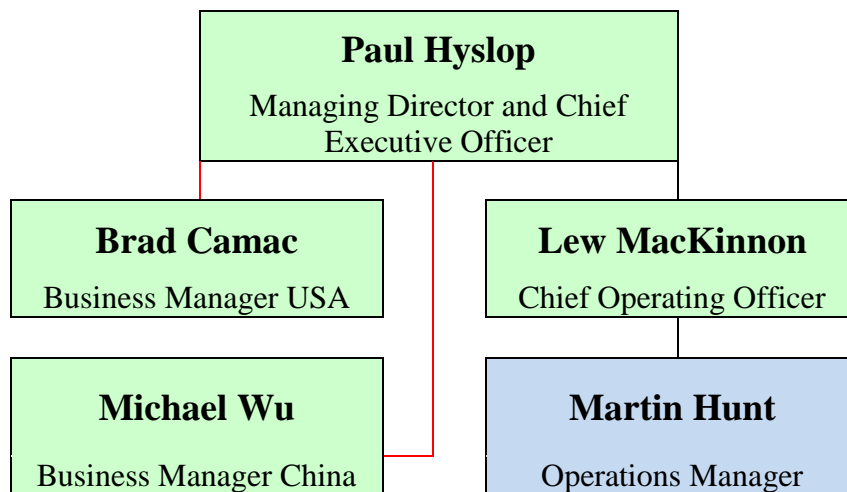 Paul Hyslop
Managing Director and Chief
Executive Officer
Brad Camac
Business Manager USA
Lew MacKinnon
Chief Operating Officer
Michael Wu
Business Manager China
Martin Hunt
Operations Manager